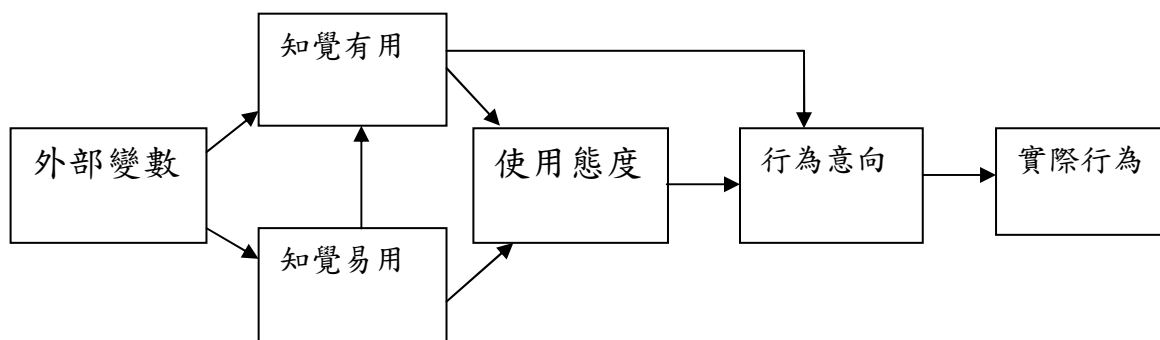 知覺有用
外部變數
使用態度
行為意向
實際行為
知覺易用